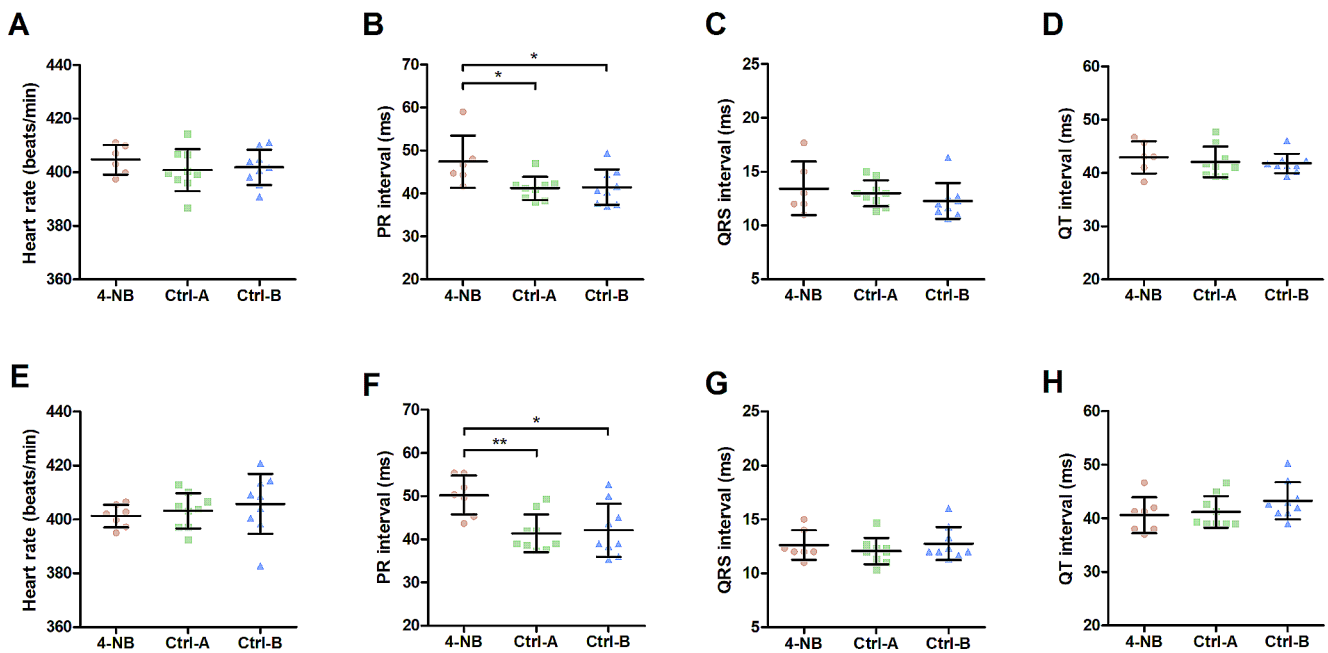 A
Heart rate (beats/min)
440
420
400
380
360
4-NB Ctrl-A Ctrl-B
B
PR interval (ms)
70
60
50
40
30
20
*
*
4-NB Ctrl-A Ctrl-B
C
QRS interval (ms)
25
20
15
10
5
4-NB Ctrl-A Ctrl-B
D
QT interval (ms)
60
50
40
30
20
4-NB Ctrl-A Ctrl-B
E
Heart rate (beats/min)
440
420
400
380
360
4-NB Ctrl-A Ctrl-B
F
PR interval (ms)
70
60
50
40
30
20
*
**
4-NB Ctrl-A Ctrl-B
G
QRS interval (ms)
25
20
15
10
5
4-NB Ctrl-A Ctrl-B
H
QT interval (ms)
60
50
40
30
20
4-NB Ctrl-A Ctrl-B